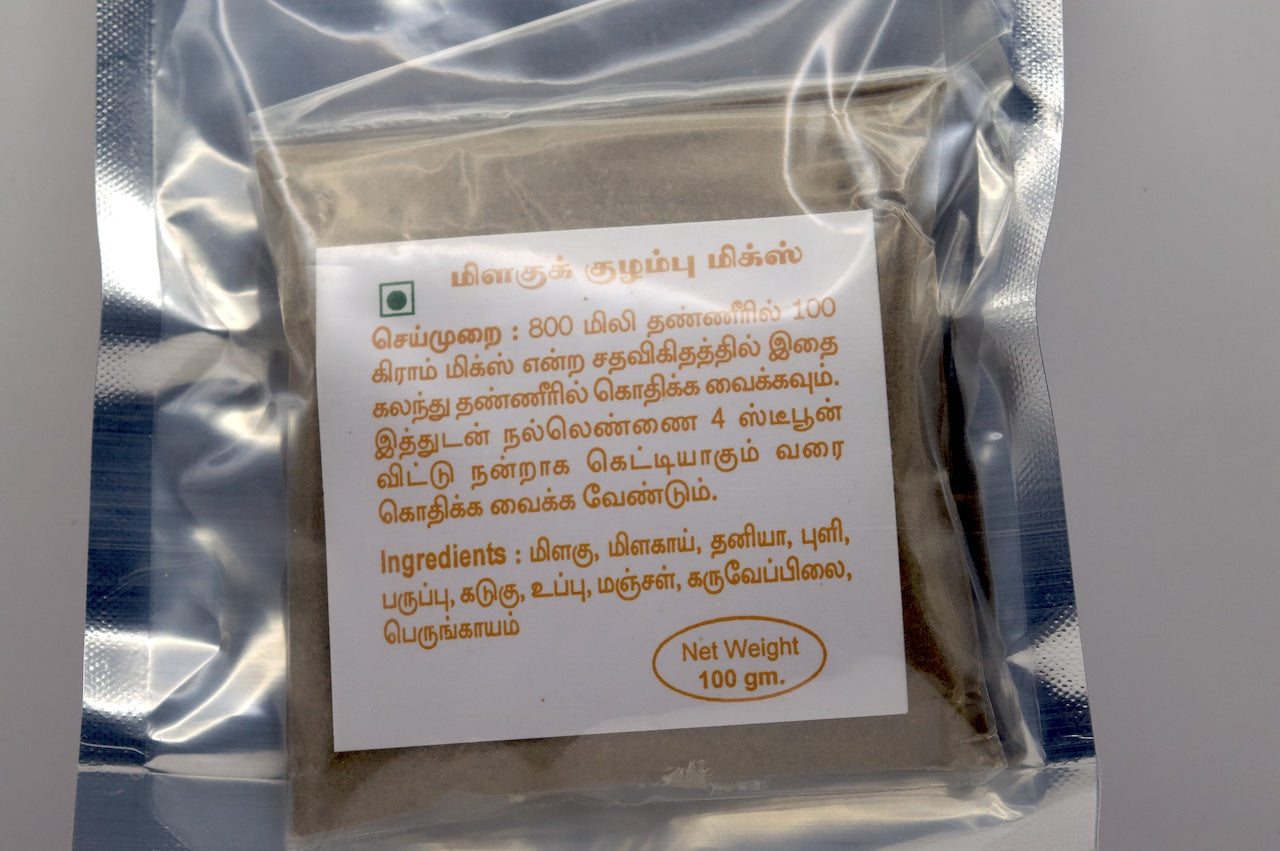 மிளகுக் குழம்பு மிக்ஸ்
செய்முறை : 800 மிலி தண்ணீரில் 100
கிராம் மிக்ஸ் என்ற சதவிகிதத்தில் இதை
கலந்து தண்ணீரில் கொதிக்க வைக்கவும்.
இத்துடன் நல்லெண்ணை 4 ஸ்டீபூன்
விட்டு நன்றாக கெட்டியாகும் வரை
கொதிக்க வைக்க வேண்டும்.
Ingredients : மிளகு, மிளகாய், தனியா, புளி,
பருப்பு, கடுகு, உப்பு, மஞ்சள், கருவேப்பிலை,
பெருங்காயம்
Net Weight
100 gm.